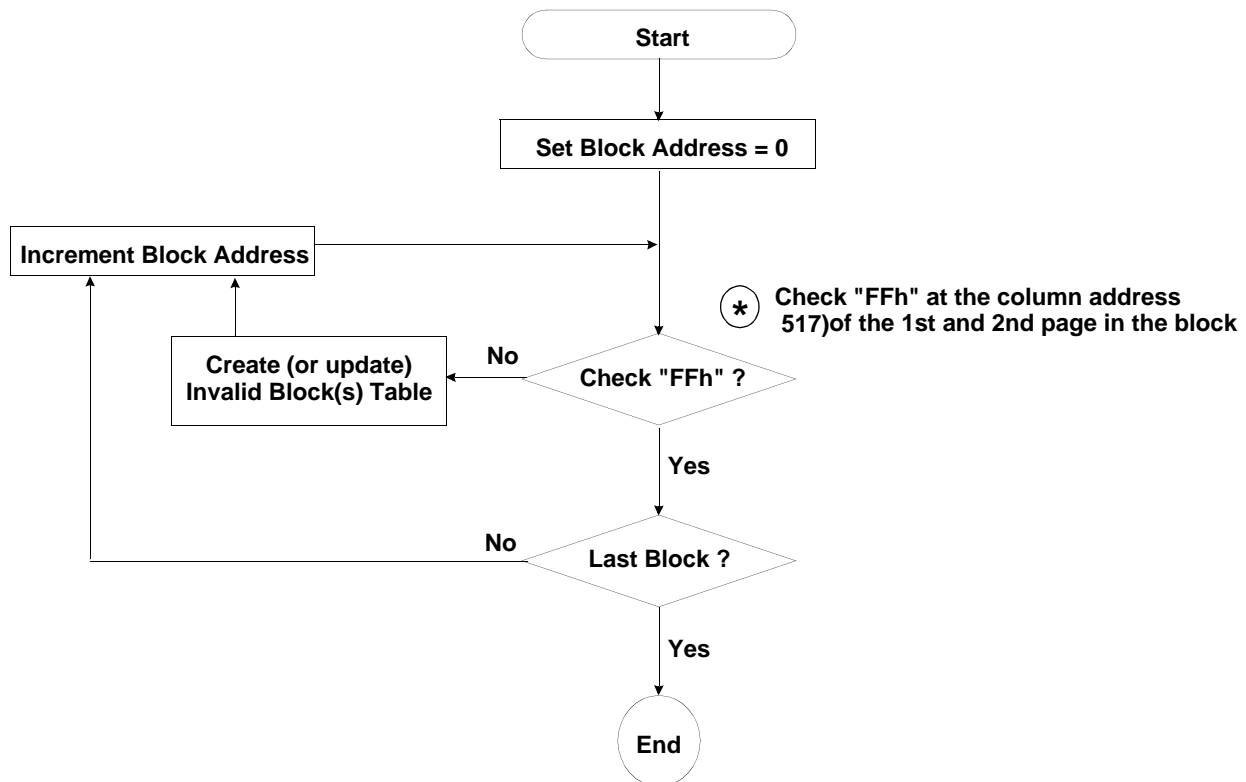 Start
Set Block Address = 0
Increment Block Address
* Check "FFh" at the column address
517)of the 1st and 2nd page in the block
No
Create (or update)
Invalid Block(s) Table
Check "FFh" ?
Yes
No
Last Block ?
Yes
End